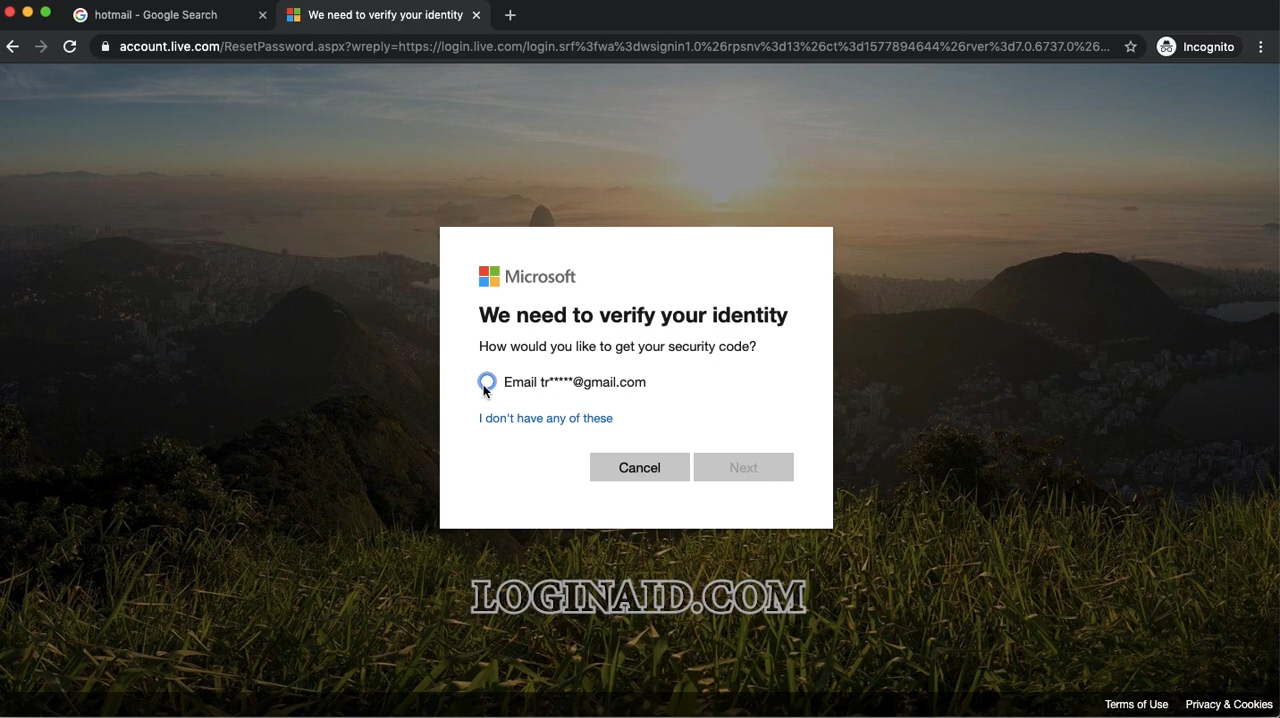 hotmail - Google Search
We need to verify your identity
account.live.com/ResetPassword.aspx?wreply=https://login.live.com/login.srf%3fwa%3dwsignin1.0%26rpsnv%3d13%26ct%3d1577894644%26rver%3d7.0.6737.0%26...
Incognito
Microsoft
We need to verify your identity
How would you like to get your security code?
Email tr*****@gmail.com
I don't have any of these
Cancel
Next
LOGINAID.COM
Terms of Use
Privacy & Cookies